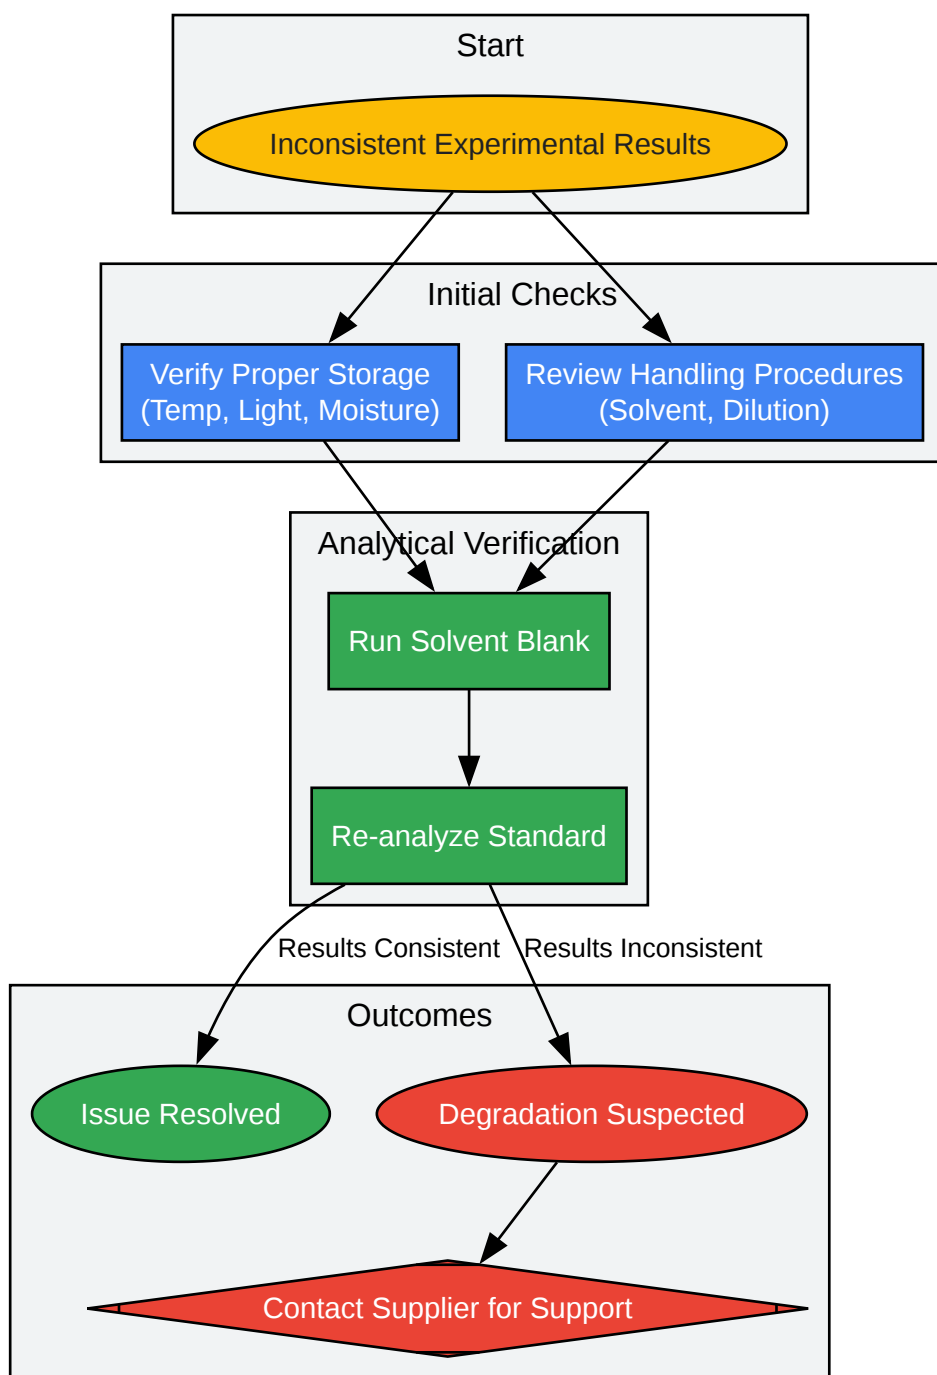 Start
Inconsistent Experimental Results
Initial Checks
Verify Proper Storage
(Temp, Light, Moisture)
Review Handling Procedures
(Solvent, Dilution)
Analytical Verification
Run Solvent Blank
Re-analyze Standard
Results Consistent
Results Inconsistent
Outcomes
Issue Resolved
Degradation Suspected
Contact Supplier for Support